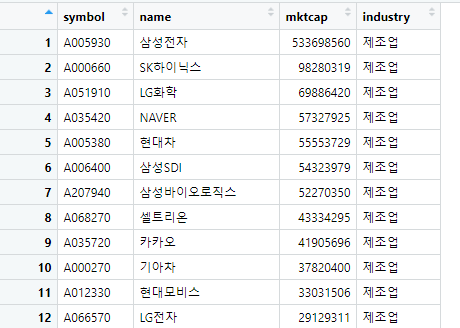 symbol name mktcap industry
1 A005930 삼성전자 533698560 제조업
2 A000660 SK하이닉스 98280319 제조업
3 A051910 LG화학 69886420 제조업
4 A035420 NAVER 57327925 제조업
5 A005380 현대차 55553729 제조업
6 A006400 삼성SDI 54323979 제조업
7 A207940 삼성바이오로직스 52270350 제조업
8 A068270 셀트리온 43334295 제조업
9 A035720 카카오 41905696 제조업
10 A000270 기아차 37820400 제조업
11 A012330 현대모비스 33031506 제조업
12 A066570 LG전자 29129311 제조업